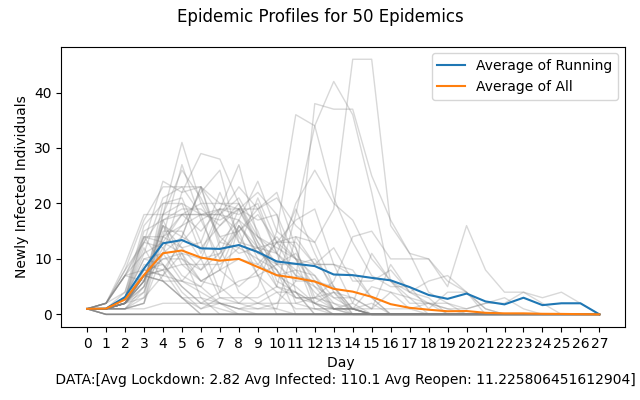 Epidemic Profiles for 50 Epidemics
Average of Running
Average of All
Newly Infected Individuals
40
30
20
10
0
0 1 2 3 4 5 6 7 8 9 10 11 12 13 14 15 16 17 18 19 20 21 22 23 24 25 26 27
Day
DATA:[Avg Lockdown: 2.82 Avg Infected: 110.1 Avg Reopen: 11.225806451612904]